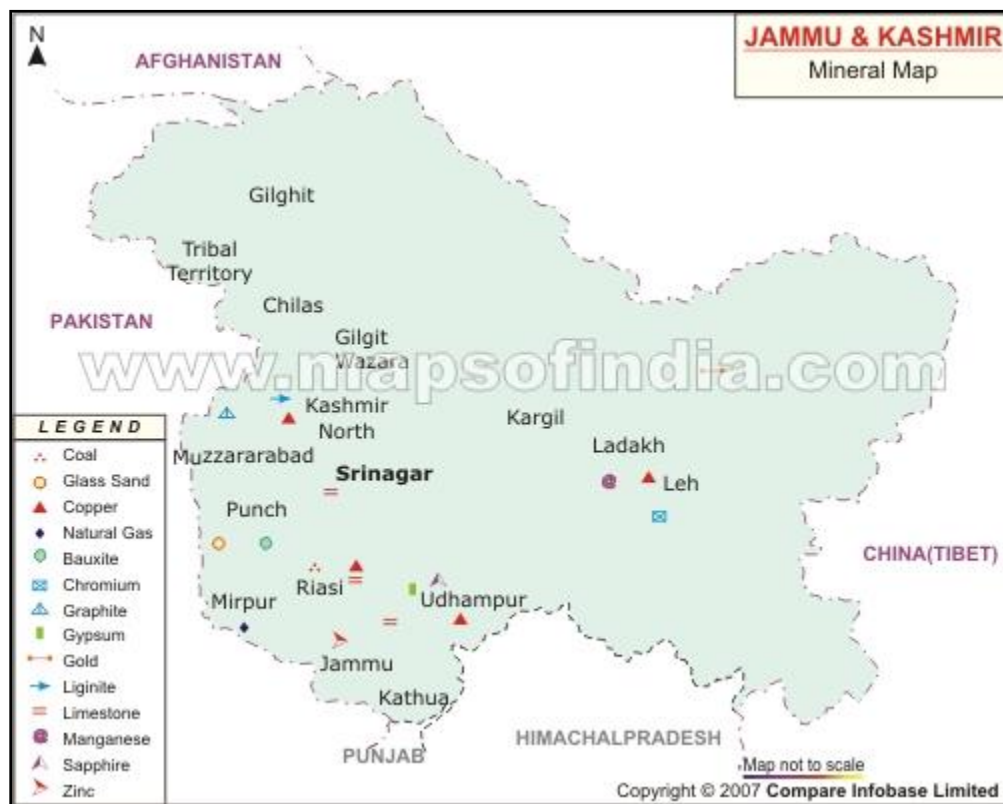 N
JAMMU & KASHMIR
Mineral Map
AFGHANISTAN
Gilghit
Tribal
Territory
Chilas
PAKISTAN
Gilgit
Wazara
www.mapsofindia.com
Kashmir
North
Kargil
Ladakh
Muzzararabad
Srinagar
Leh
Punch
CHINA(TIBET)
Riasi
Mirpur
Udhampur
Jammu
Kathua
PUNJAB
HIMACHALPRADESH
LEGEND
Coal
Glass Sand
Copper
Natural Gas
Bauxite
Chromium
Graphite
Gypsum
Gold
Liginite
Limestone
Manganese
Sapphire
Zinc
Map not to scale
Copyright © 2007 Compare Infobase Limited